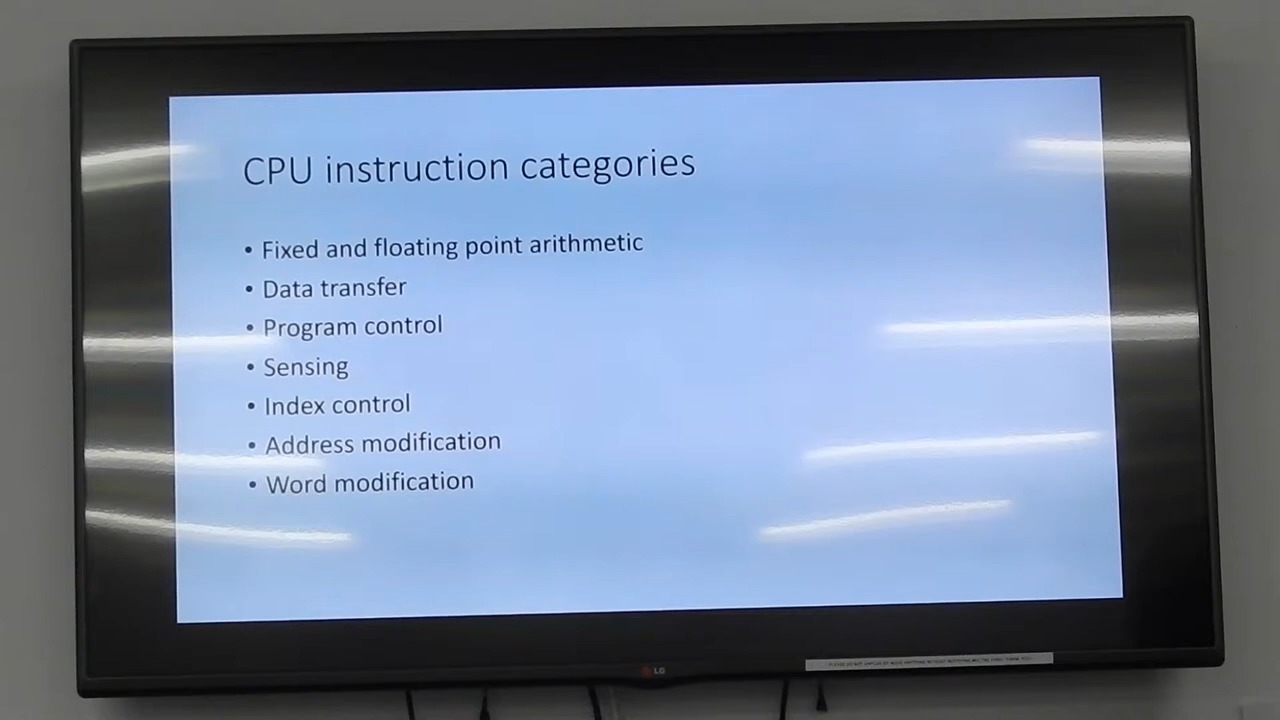 CPU instruction categories
• Fixed and floating point arithmetic
• Data transfer
• Program control
• Sensing
• Index control
• Address modification
• Word modification
LG